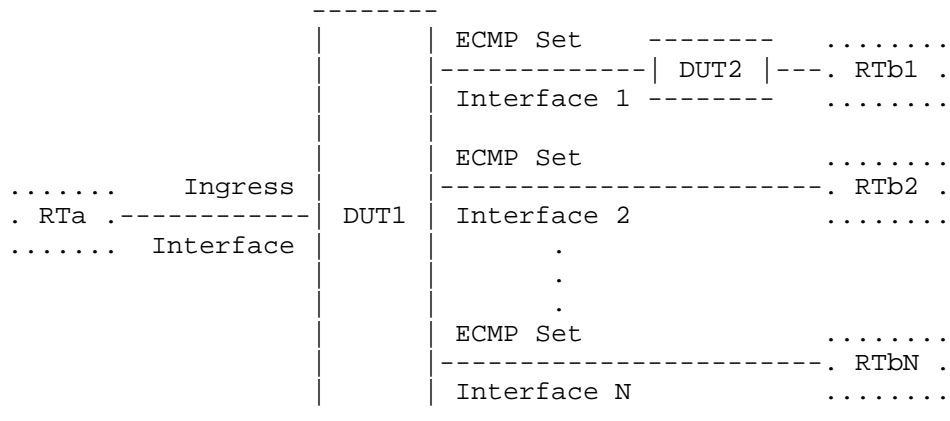 ECMP Set
DUT2 RTb1
Interface 1
ECMP Set
Ingress RTb2
RTa DUT1 Interface 2
Interface
ECMP Set
RTbN
Interface N